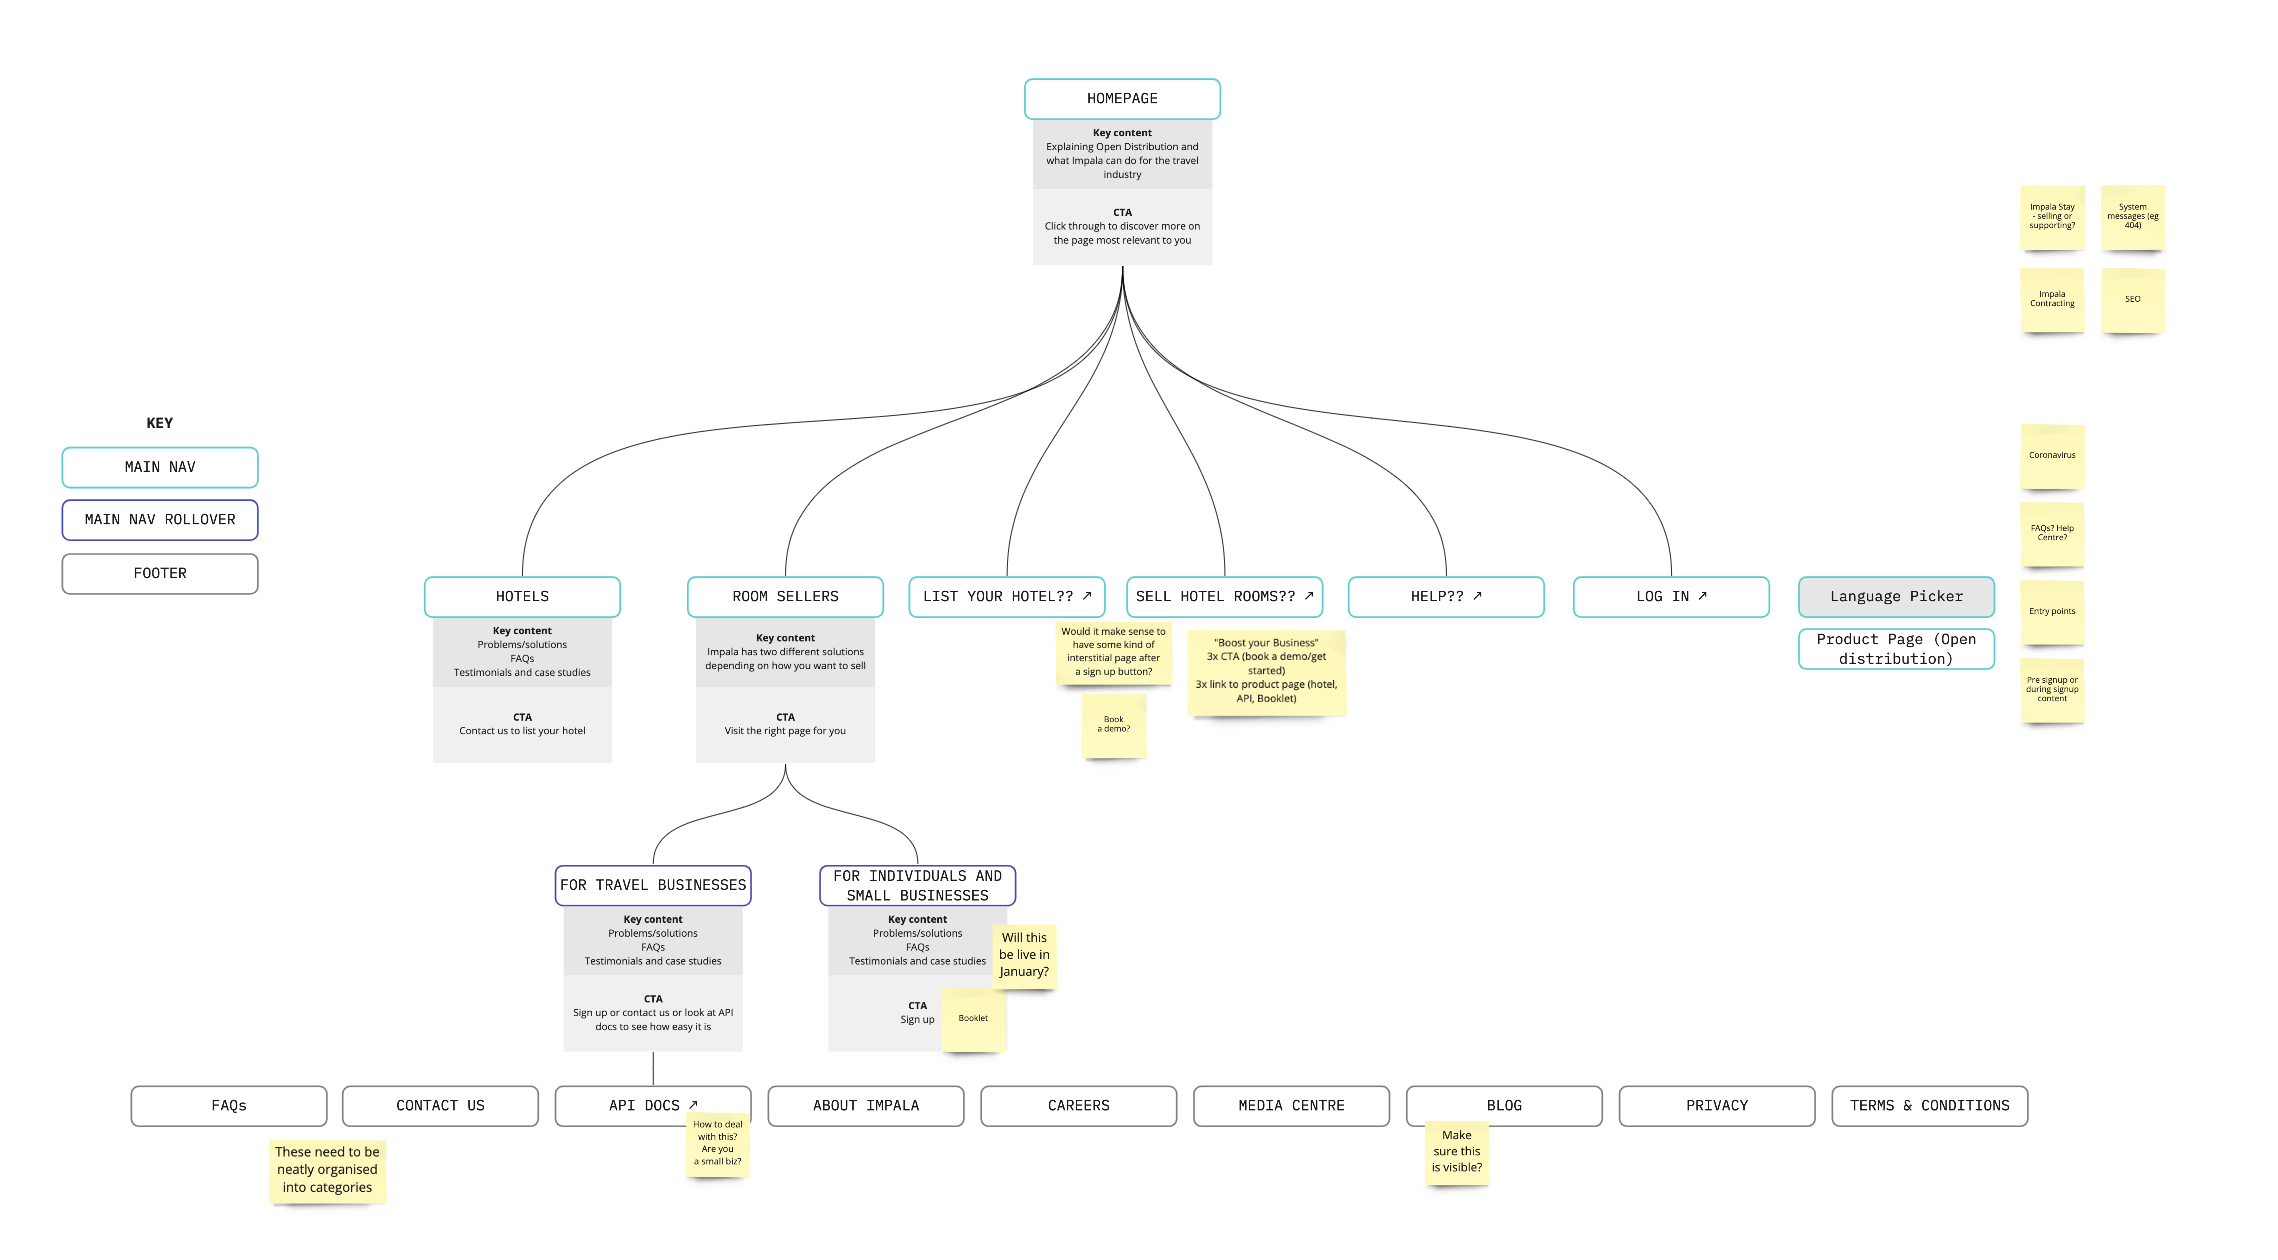 HOMEPAGE
Key content
Explaining Open Distribution and
what Impala can do for the travel
industry
CTA
Click through to discover more on
the page most relevant to you
Impala Stay
- selling or
supporting?
System
messages (eg
404)
Impala
Contracting
SEO
KEY
MAIN NAV
MAIN NAV ROLLOVER
FOOTER
Coronavirus
FAQs? Help
Centre?
Entry points
Pre signup or
during signup
content
HOTELS
Key content
Problems/solutions
FAQs
Testimonials and case studies
CTA
Contact us to list your hotel
ROOM SELLERS
Key content
Impala has two different solutions
depending on how you want to sell
CTA
Visit the right page for you
LIST YOUR HOTEL?? ↗
Would it make sense to
have some kind of
interstitial page after
a sign up button?
Book
a demo?
SELL HOTEL ROOMS?? ↗
"Boost your Business"
3x CTA (book a demo/get
started)
3x link to product page (hotel,
API, Booklet)
HELP?? ↗
LOG IN ↗
Language Picker
Product Page (Open
distribution)
FOR TRAVEL BUSINESSES
Key content
Problems/solutions
FAQs
Testimonials and case studies
CTA
Sign up or contact us or look at API
docs to see how easy it is
FOR INDIVIDUALS AND
SMALL BUSINESSES
Key content
Problems/solutions
FAQs
Testimonials and case studies
CTA
Sign up
Will this
be live in
January?
Booklet
FAQs
CONTACT US
API DOCS ↗
ABOUT IMPALA
CAREERS
MEDIA CENTRE
BLOG
PRIVACY
TERMS & CONDITIONS
These need to be
neatly organised
into categories
How to deal
with this?
Are you
a small biz?
Make
sure this
is visible?